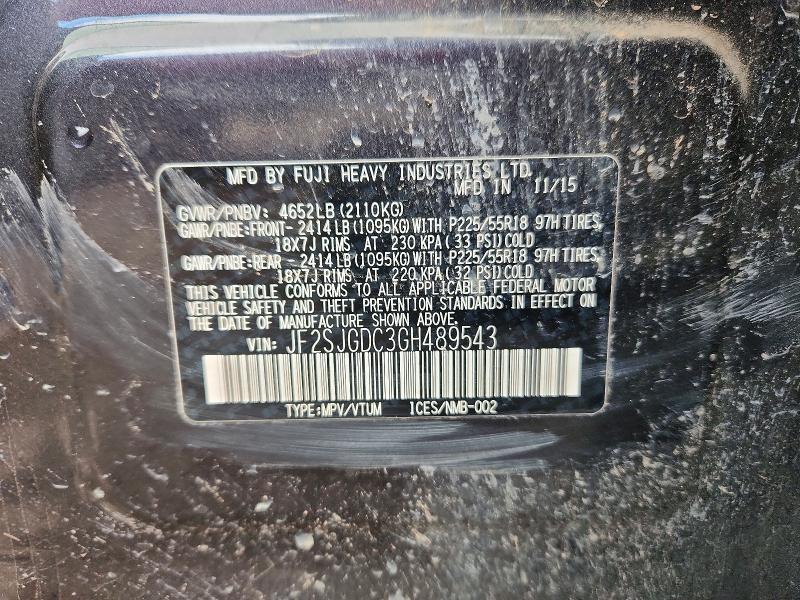 MFD BY FUJI HEAVY INDUSTRIES LTD.
MFD IN 11/15
GVWR/PNBV: 4652LB (2110KG)
GAWR/PNBE:FRONT- 2414LB (1095KG) WITH P225/55R18 97H TIRES,
18X7J RIMS AT 230 KPA (33 PSI) COLD
GAWR/PNBE:REAR - 2414LB (1095KG) WITH P225/55R18 97H TIRES,
18X7J RIMS AT 220 KPA (32 PSI) COLD
THIS VEHICLE CONFORMS TO ALL APPLICABLE FEDERAL MOTOR
VEHICLE SAFETY AND THEFT PREVENTION STANDARDS IN EFFECT ON
THE DATE OF MANUFACTURE SHOWN ABOVE.
VIN: JF2SJGDC3GH489543
TYPE:MPV/VTUM ICES/NMB-002